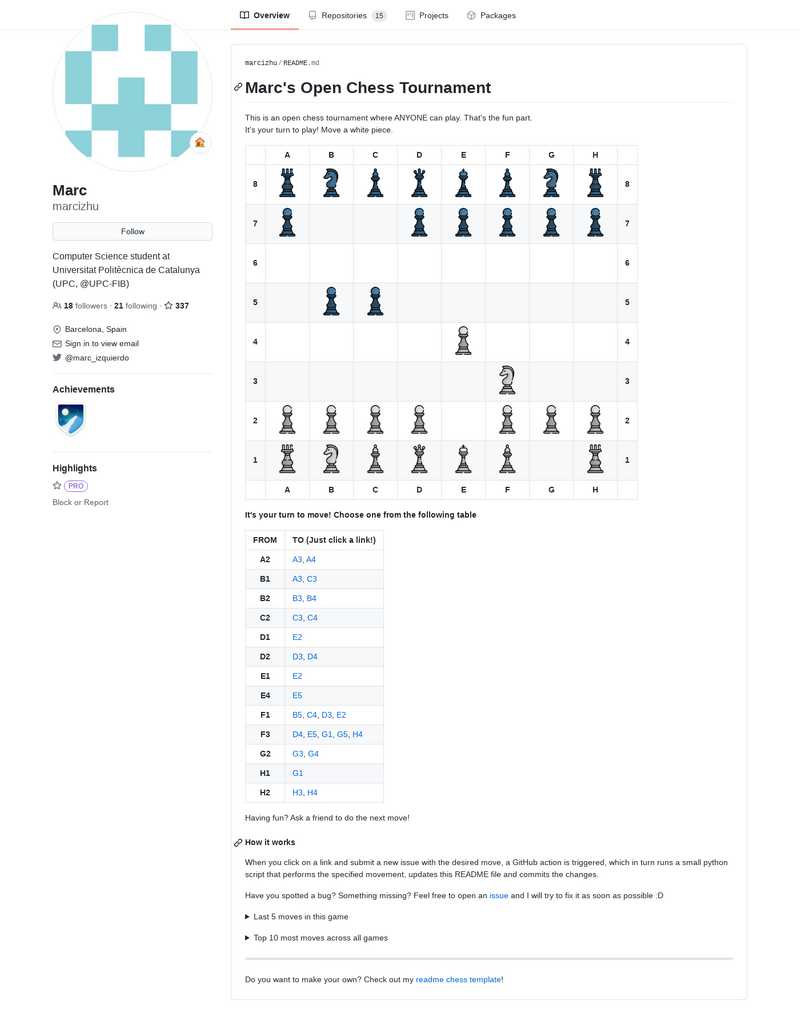 Overview
Repositories 15
Projects
Packages
Marc
marcizhu
Follow
Computer Science student at
Universitat Politècnica de Catalunya
(UPC, @UPC-FIB)
18 followers · 21 following · 337
Barcelona, Spain
Sign in to view email
@marc_izquierdo
Achievements
Highlights
PRO
Block or Report
marcizhu/README.md
Marc's Open Chess Tournament
This is an open chess tournament where ANYONE can play. That's the fun part.
It's your turn to play! Move a white piece.
A B C D E F G H
8 8
7 7
6 6
5 5
4 4
3 3
2 2
1 1
A B C D E F G H
It's your turn to move! Choose one from the following table
FROM TO (Just click a link!)
A2 A3, A4
B1 A3, C3
B2 B3, B4
C2 C3, C4
D1 E2
D2 D3, D4
E1 E2
E4 E5
F1 B5, C4, D3, E2
F3 D4, E5, G1, G5, H4
G2 G3, G4
H1 G1
H2 H3, H4
Having fun? Ask a friend to do the next move!
How it works
When you click on a link and submit a new issue with the desired move, a GitHub action is triggered, which in turn runs a small python
script that performs the specified movement, updates this README file and commits the changes.
Have you spotted a bug? Something missing? Feel free to open an issue and I will try to fix it as soon as possible :D
Last 5 moves in this game
Top 10 most moves across all games
Do you want to make your own? Check out my readme chess template!